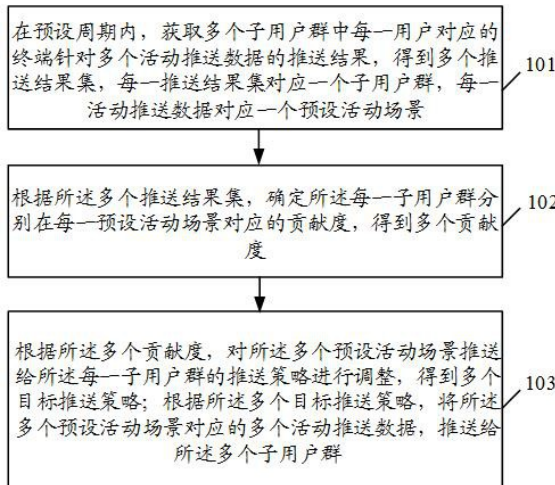 在预设周期内，获取多个子用户群中每一用户对应的
终端针对多个活动推送数据的推送结果，得到多个推
送结果集，每一推送结果集对应一个子用户群，每一
活动推送数据对应一个预设活动场景
101
根据所述多个推送结果集，确定所述每一子用户群分
别在每一预设活动场景对应的贡献度，得到多个贡献
度
102
根据所述多个贡献度，对所述多个预设活动场景推送
给所述每一子用户群的推送策略进行调整，得到多个
目标推送策略；根据所述多个目标推送策略，将所述
多个预设活动场景对应的多个活动推送数据，推送给
所述多个子用户群
103